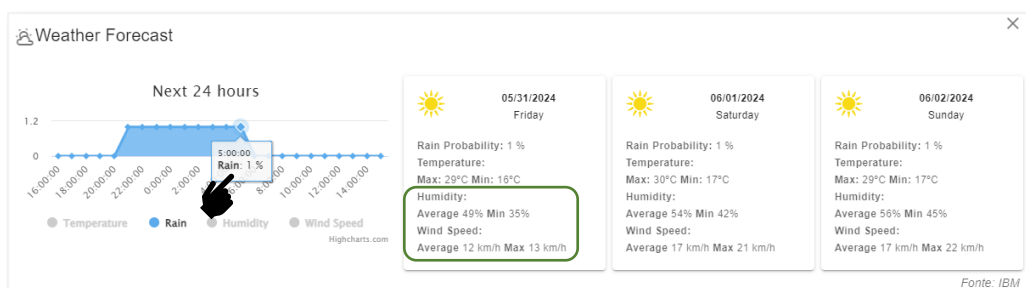 Weather Forecast
Next 24 hours
1.2
0
5:00:00
Rain: 1 %
16:00:00
18:00:00
20:00:00
22:00:00
0:00:00
2:00:00
8:00:00
10:00:00
12:00:00
14:00:00
Temperature
Rain
Humidity
Wind Speed
Highcharts.com
05/31/2024
Friday
Rain Probability: 1 %
Temperature:
Max: 29°C Min: 16°C
Humidity:
Average 49% Min 35%
Wind Speed:
Average 12 km/h Max 13 km/h
06/01/2024
Saturday
Rain Probability: 1 %
Temperature:
Max: 30°C Min: 17°C
Humidity:
Average 54% Min 42%
Wind Speed:
Average 17 km/h Max 21 km/h
06/02/2024
Sunday
Rain Probability: 1 %
Temperature:
Max: 29°C Min: 17°C
Humidity:
Average 56% Min 45%
Wind Speed:
Average 17 km/h Max 22 km/h
Fonte: IBM